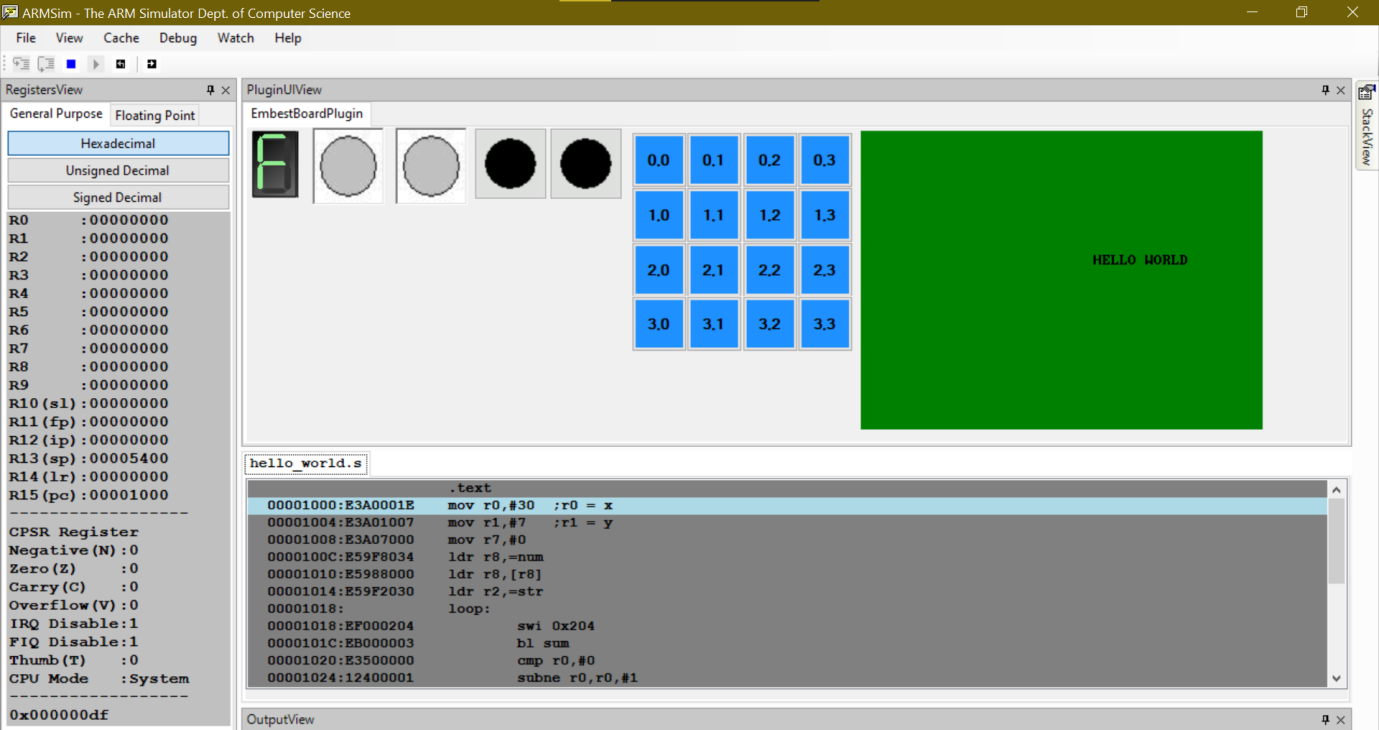 ARMSim - The ARM Simulator Dept. of Computer Science
File View Cache Debug Watch Help
RegistersView
General Purpose Floating Point
Hexadecimal
Unsigned Decimal
Signed Decimal
R0 :00000000
R1 :00000000
R2 :00000000
R3 :00000000
R4 :00000000
R5 :00000000
R6 :00000000
R7 :00000000
R8 :00000000
R9 :00000000
R10(sl):00000000
R11(fp):00000000
R12(ip):00000000
R13(sp):00005400
R14(lr):00000000
R15(pc):00001000
-------------------
CPSR Register
Negative(N):0
Zero(Z) :0
Carry(C) :0
Overflow(V):0
IRQ Disable:1
FIQ Disable:1
Thumb(T) :0
CPU Mode :System
-------------------
0x000000df
PluginUIView
EmbestBoardPlugin
0,0 0,1 0,2 0,3
1,0 1,1 1,2 1,3
2,0 2,1 2,2 2,3
3,0 3,1 3,2 3,3
HELLO WORLD
hello_world.s
.text
00001000:E3A0001E mov r0,#30 ;r0 = x
00001004:E3A01007 mov r1,#7 ;r1 = y
00001008:E3A07000 mov r7,#0
0000100C:E59F8034 ldr r8,=num
00001010:E5988000 ldr r8,[r8]
00001014:E59F2030 ldr r2,=str
00001018: loop:
00001018:EF000204 swi 0x204
0000101C:EB000003 bl sum
00001020:E3500000 cmp r0,#0
00001024:12400001 subne r0,r0,#1
OutputView
StackView